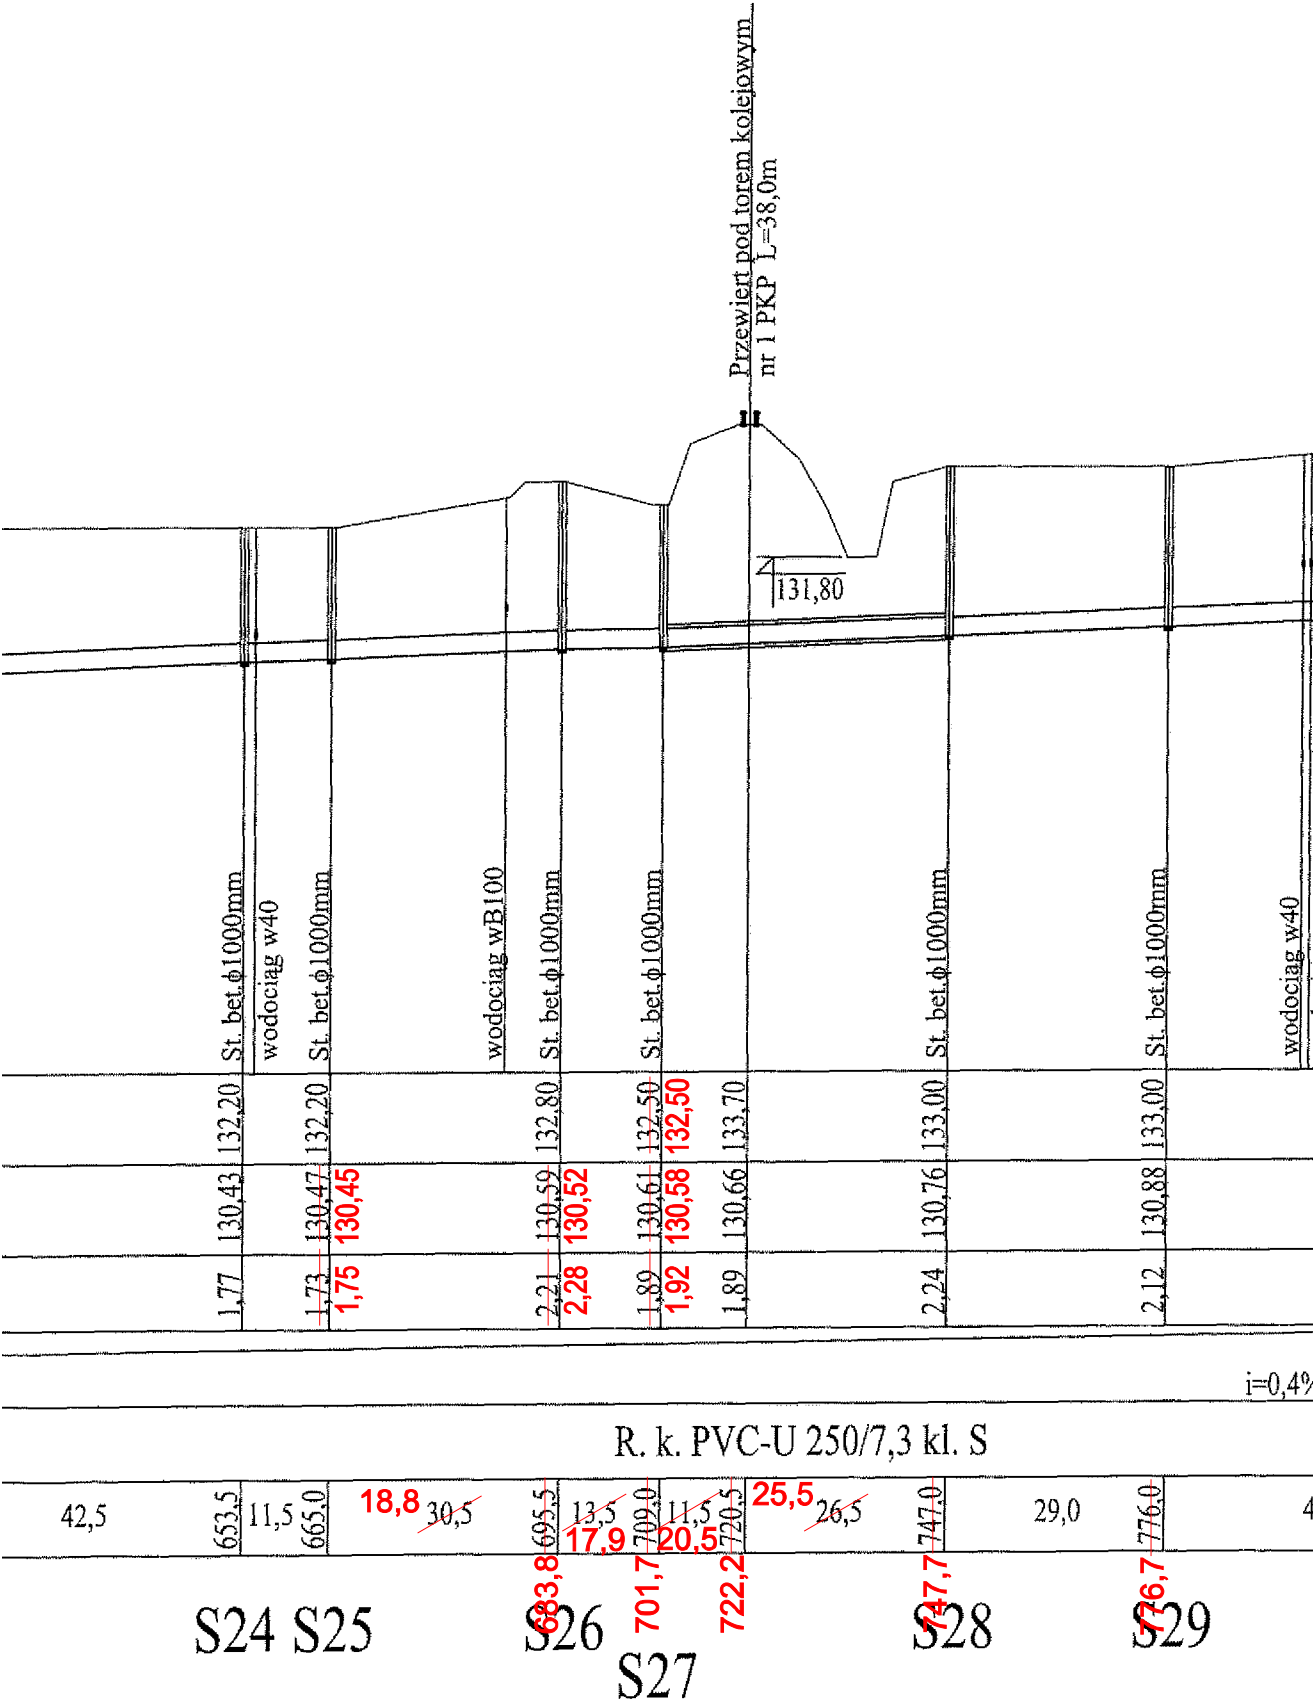 Przewiert pod torem kolejowym
nr 1 PKP L=38,0m
131,80
St. bet.ϕ1000mm
wodociąg w40
St. bet.ϕ1000mm
wodociąg wB100
St. bet.ϕ1000mm
St. bet.ϕ1000mm
St. bet.ϕ1000mm
St. bet.ϕ1000mm
wodociąg w40
132,20 132,20 132,80 132,50 132,50 133,70 133,00 133,00
130,43 130,47 130,45 130,59 130,52 130,61 130,58 130,66 130,76 130,88
1,77 1,73 1,75 2,21 2,28 1,89 1,92 1,89 2,24 2,12
i=0,4%
R. k. PVC-U 250/7,3 kl. S
42,5 653,5 11,5 665,0 18,8 30,5 695,5 13,5 709,0 11,5 720,5 25,5 26,5 747,0 29,0 776,0 4
17,9 20,5
683,8 701,7 722,2 747,7 776,7
S24 S25 S26 S28 S29
S27